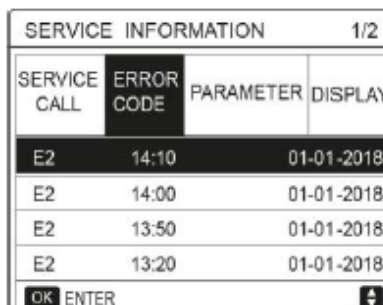 SERVICE INFORMATION 1/2
SERVICE CALL ERROR CODE PARAMETER DISPLAY
E2 14:10 01-01-2018
E2 14:00 01-01-2018
E2 13:50 01-01-2018
E2 13:20 01-01-2018
OK ENTER